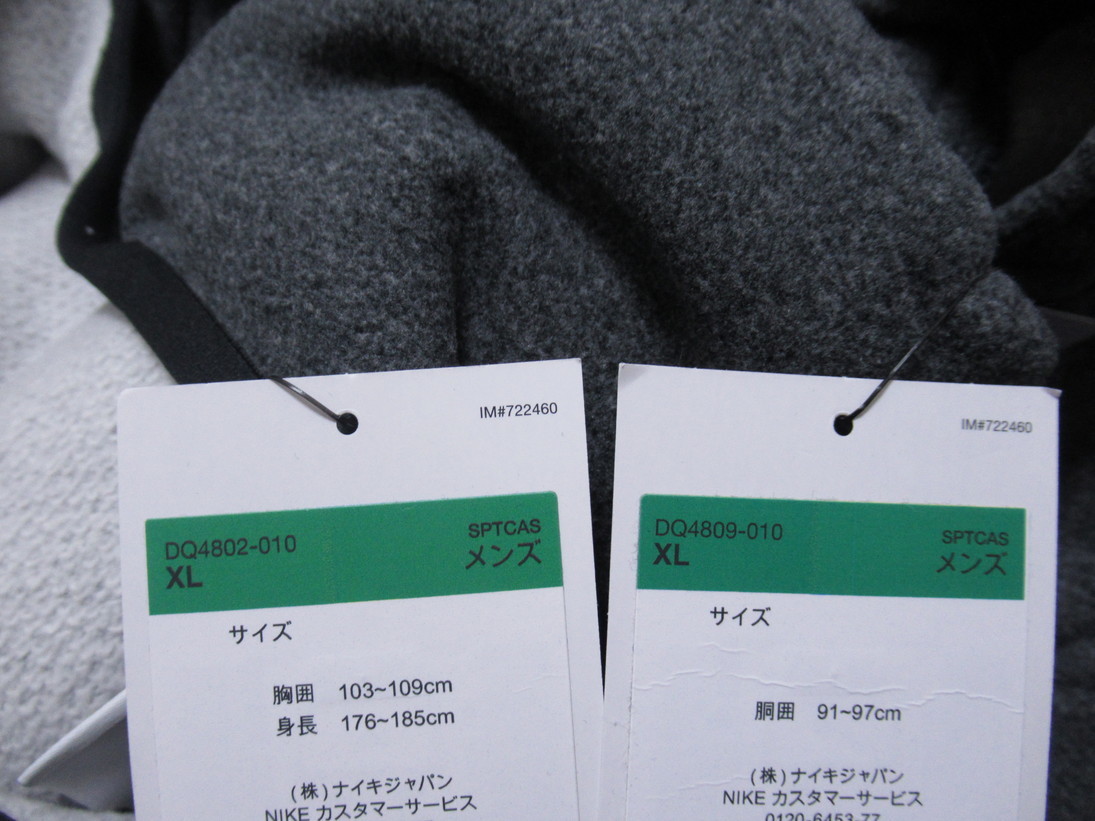 IM#722460
DQ4802-010
SPTCAS
XL
メンズ
サイズ
胸囲 103~109cm
身長 176~185cm
(株)ナイキジャパン
NIKE カスタマーサービス
IM#722460
DQ4809-010
SPTCAS
XL
メンズ
サイズ
胴囲 91~97cm
(株)ナイキジャパン
NIKE カスタマーサービス
0120-6453-77